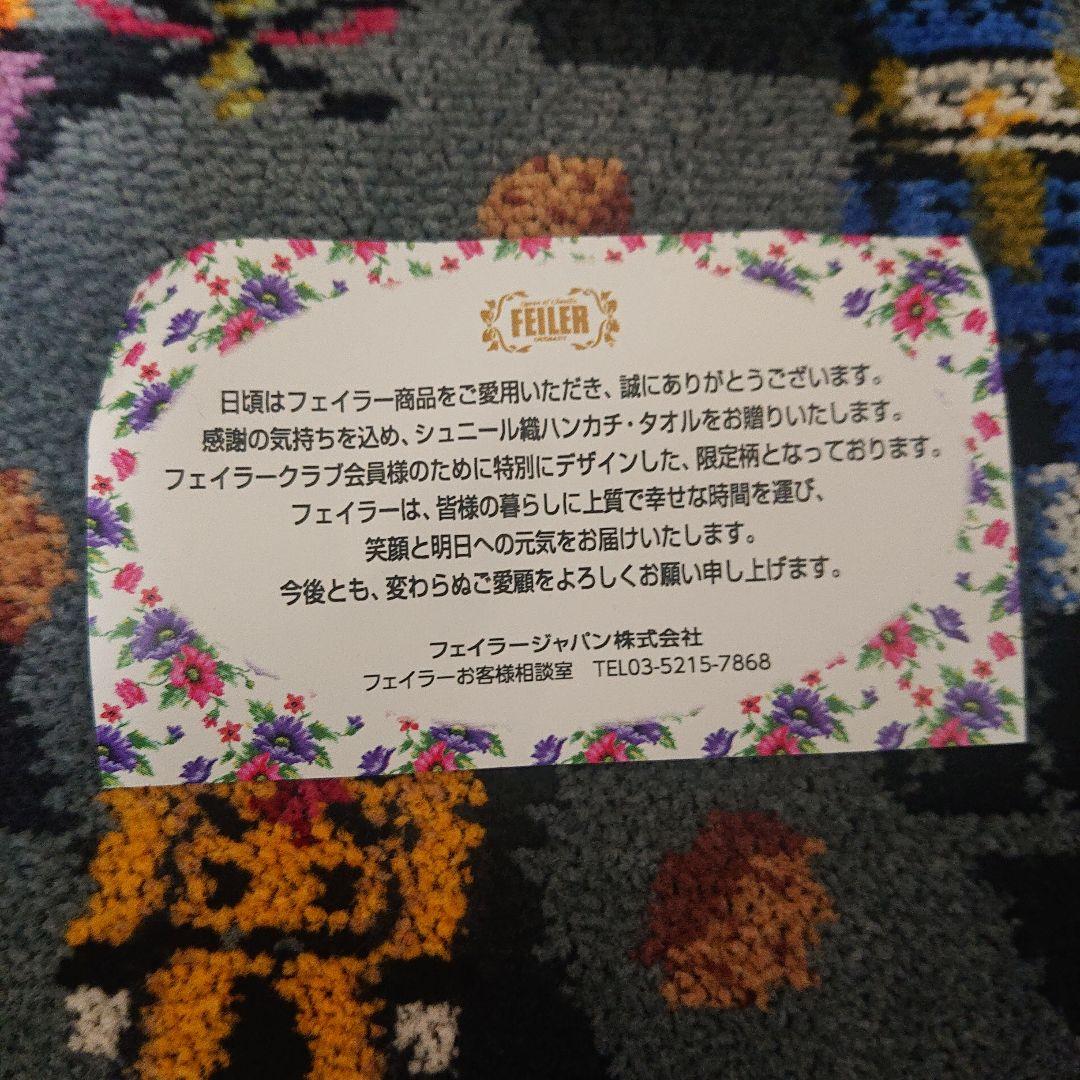 FEILER
日頃はフェイラー商品をご愛用いただき、誠にありがとうございます。
感謝の気持ちを込め、シュニール織ハンカチ・タオルをお贈りいたします。
フェイラークラブ会員様のために特別にデザインした、限定柄となっております。
フェイラーは、皆様の暮らしに上質で幸せな時間を運び、
笑顔と明日への元気をお届けいたします。
今後とも、変わらぬご愛顧をよろしくお願い申し上げます。
フェイラージャパン株式会社
フェイラーお客様相談室 TEL03-5215-7868